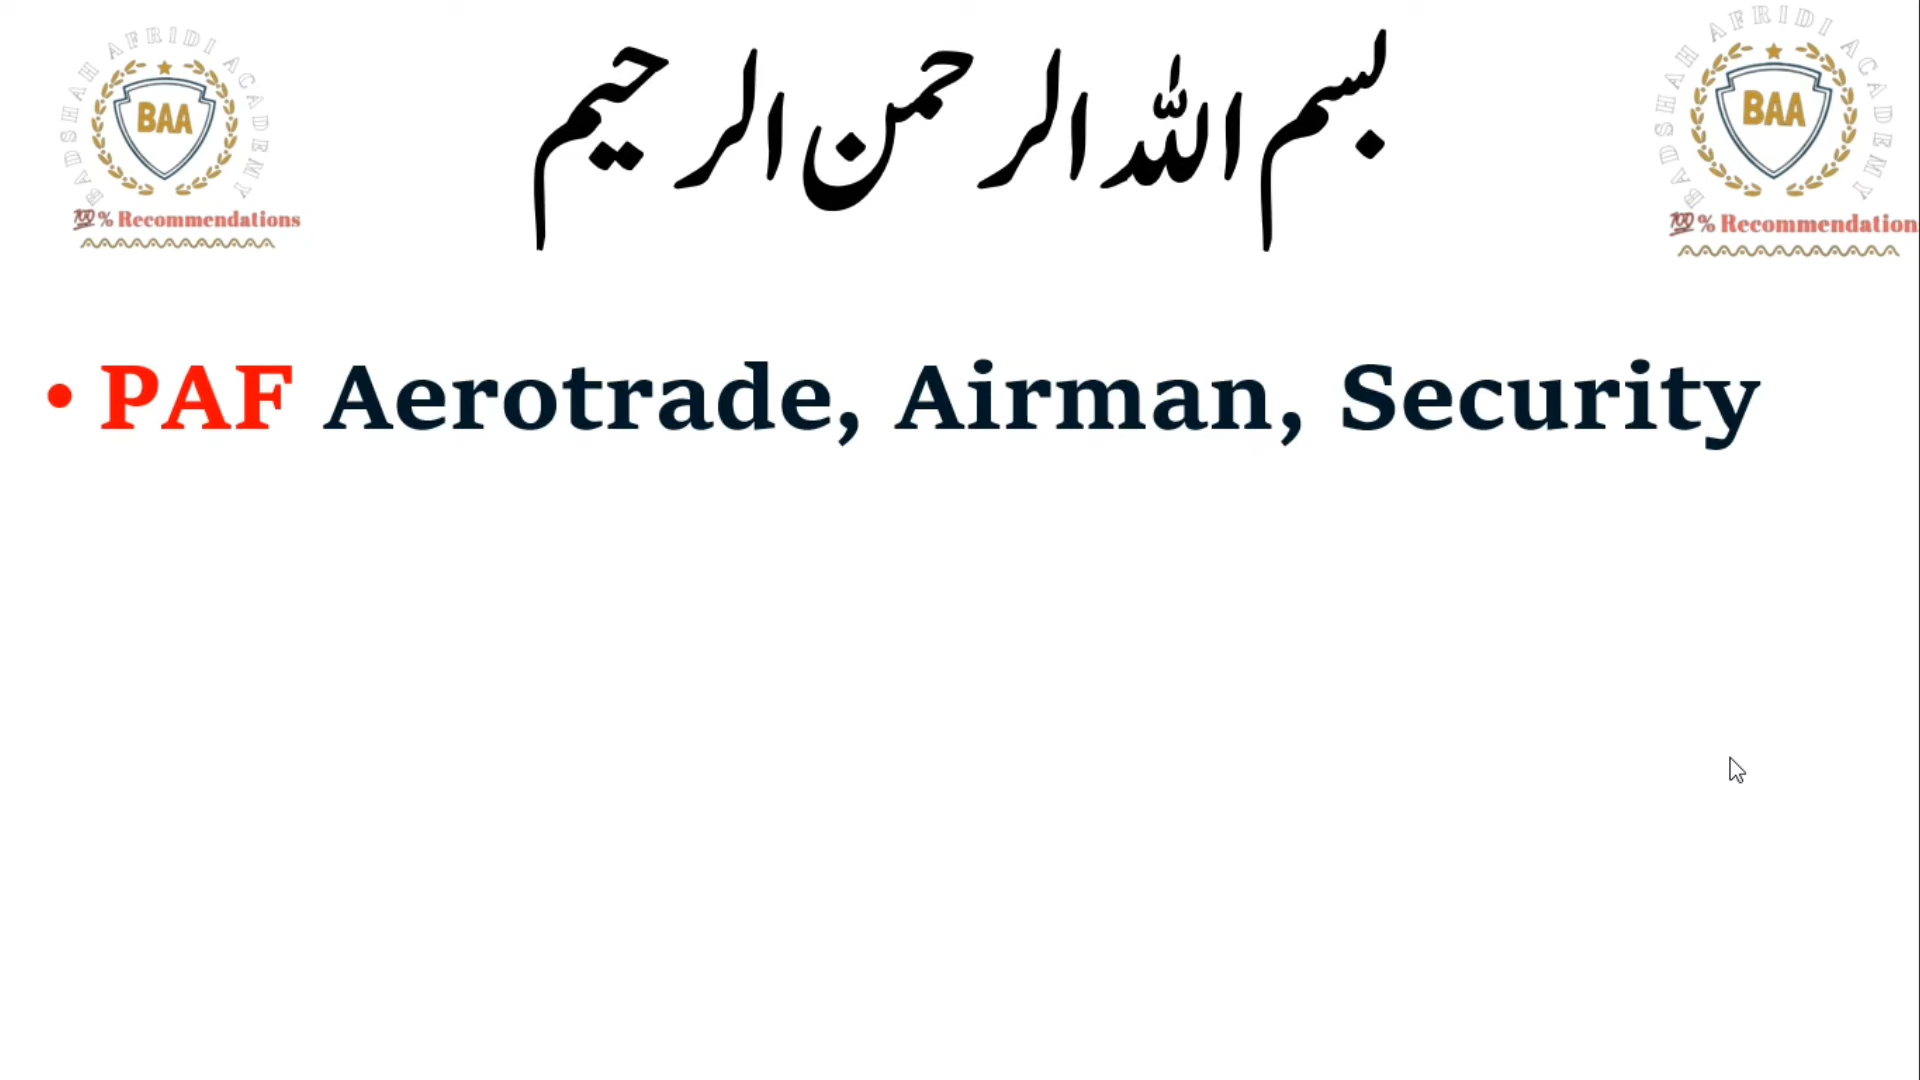 BADSHAH AFRIDI ACADEMY
BAA
💯% Recommendations
بسم اللہ الرحمن الرحیم
BADSHAH AFRIDI ACADEMY
BAA
💯% Recommendation
• PAF Aerotrade, Airman, Security